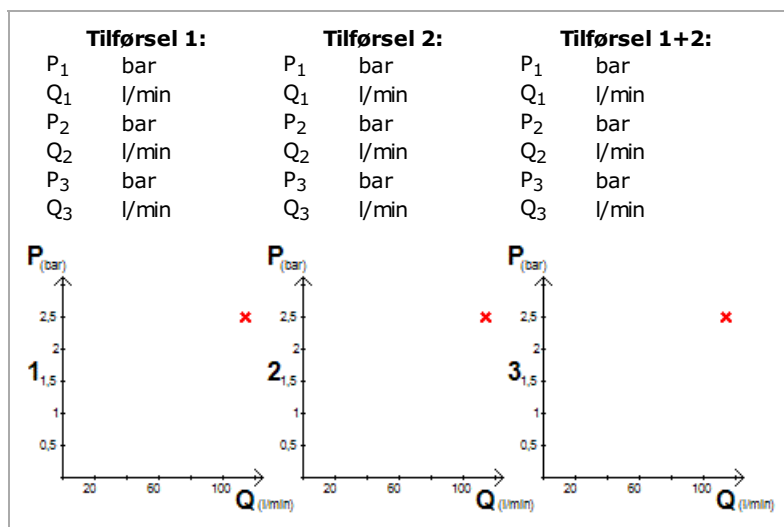 Tilførsel 1: Tilførsel 2: Tilførsel 1+2:
P1 bar P1 bar P1 bar
Q1 l/min Q1 l/min Q1 l/min
P2 bar P2 bar P2 bar
Q2 l/min Q2 l/min Q2 l/min
P3 bar P3 bar P3 bar
Q3 l/min Q3 l/min Q3 l/min
P(bar) P(bar) P(bar)
2,5 2,5 2,5
2 2 2
1 1,5 2 1,5 3 1,5
1 1 1
0,5 0,5 0,5
20 60 100 20 60 100 20 60 100
Q(l/min) Q(l/min) Q(l/min)